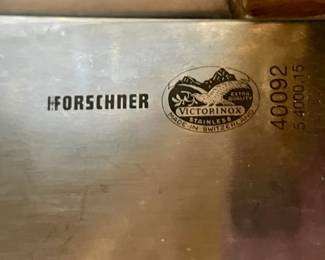 FORSCHNER
EXTRA
QUALITY
VICTORINOX
STAINLESS
MADE IN SWITZERLAND
40092
5.4000.15